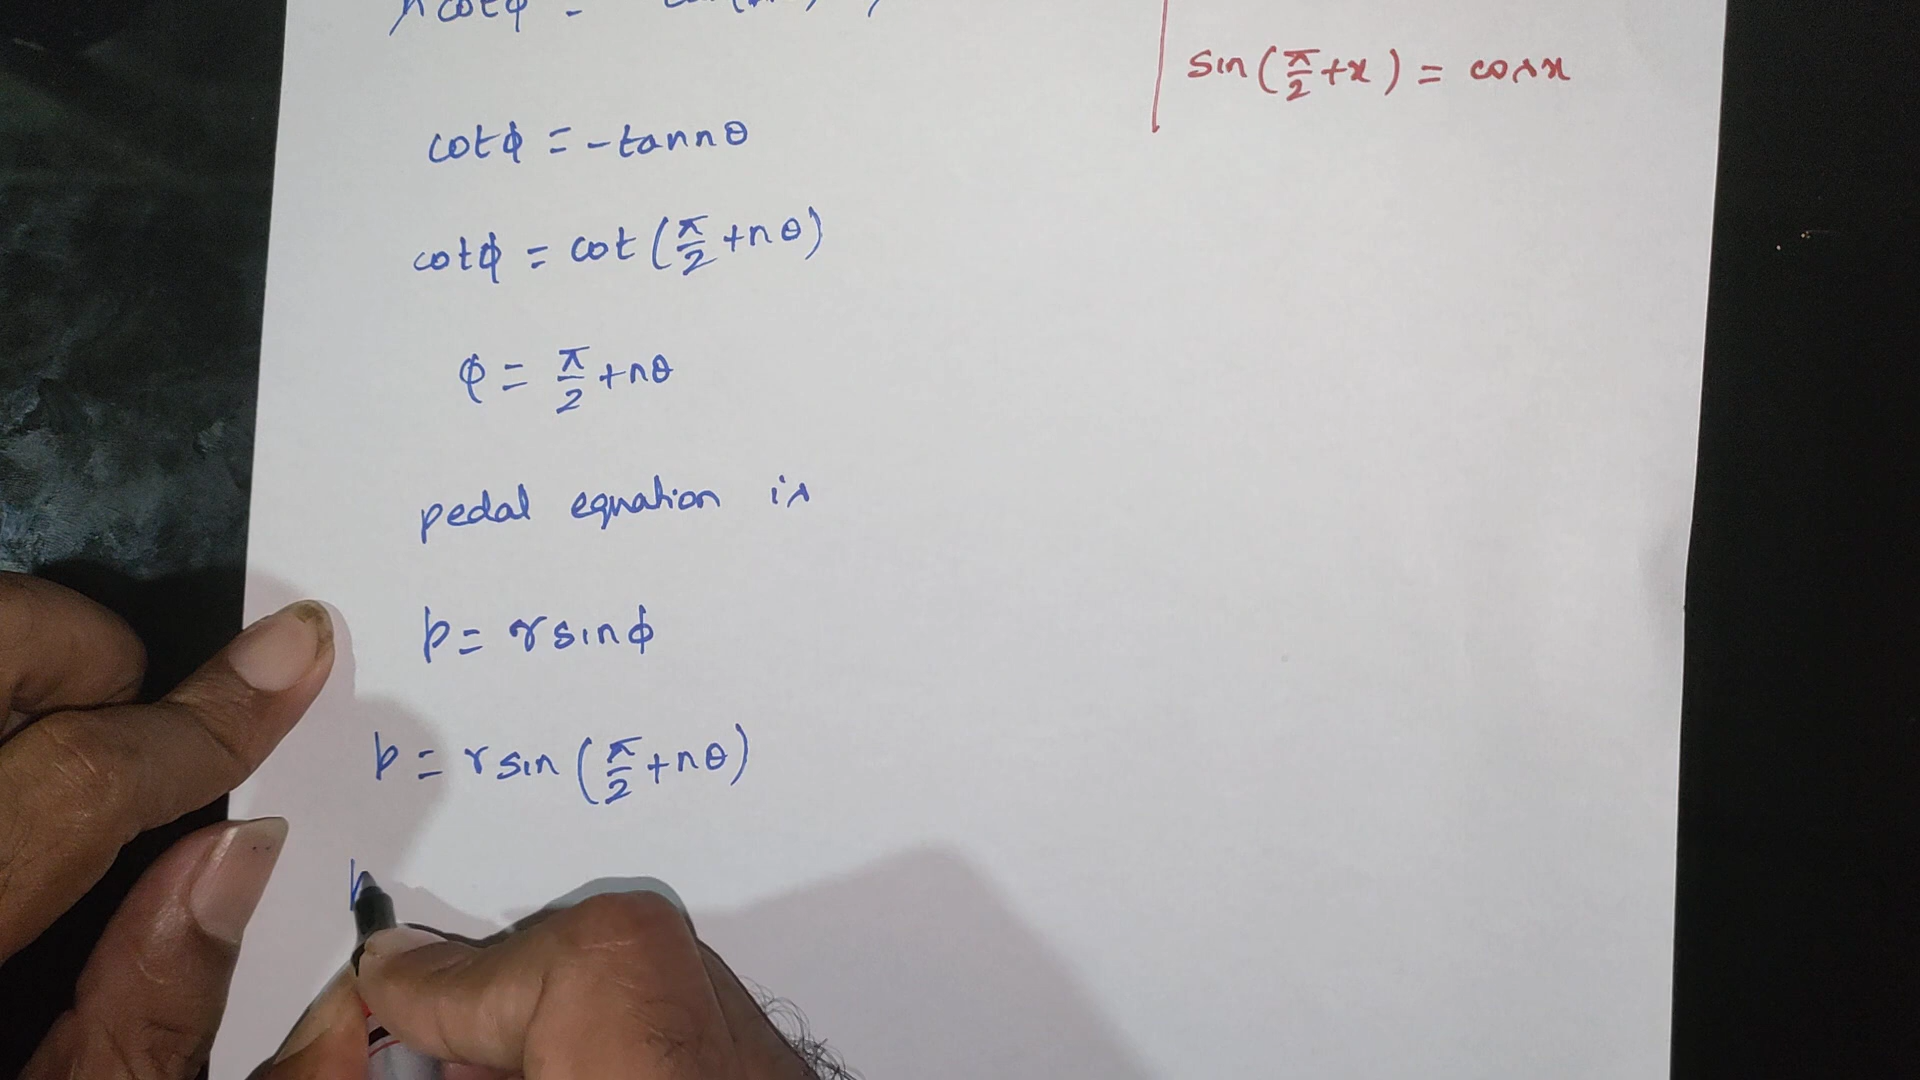 sin(π/2+x) = cosx
cotϕ = -tannθ
cotϕ = cot(π/2+nθ)
ϕ = π/2+nθ
pedal equation is
p = r sinϕ
p = r sin(π/2+nθ)
p